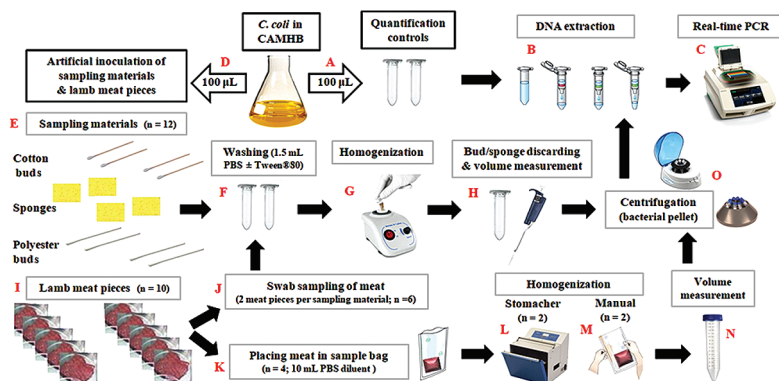 C. coli in
CAMHB
Quantification
controls
DNA extraction
Real-time PCR
Artificial inoculation of
sampling materials
& lamb meat pieces
D
100 µL
A
100 µL
B
C
E
Sampling materials (n = 12)
Cotton
buds
Sponges
Polyester
buds
Washing (1.5 mL
PBS ± Tween®80)
F
Homogenization
G
Bud/sponge discarding
& volume measurement
H
O
Centrifugation
(bacterial pellet)
I
Lamb meat pieces (n = 10)
J
Swab sampling of meat
(2 meat pieces per sampling material; n =6)
K
Placing meat in sample bag
(n = 4; 10 mL PBS diluent )
Homogenization
Stomacher
(n = 2)
Manual
(n = 2)
L
M
Volume
measurement
N